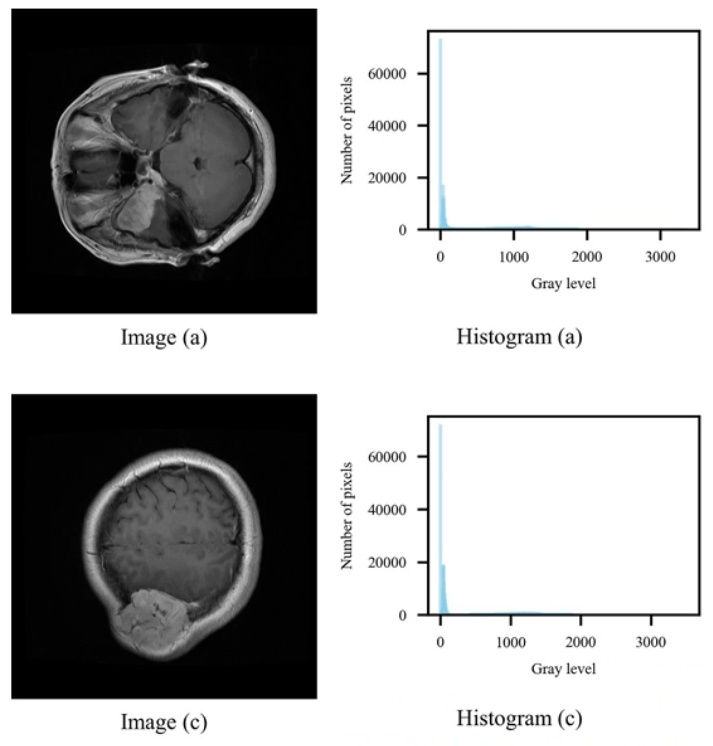 Number of pixels
60000
40000
20000
0
0 1000 2000 3000
Gray level
Image (a)
Histogram (a)
Number of pixels
60000
40000
20000
0
0 1000 2000 3000
Gray level
Image (c)
Histogram (c)